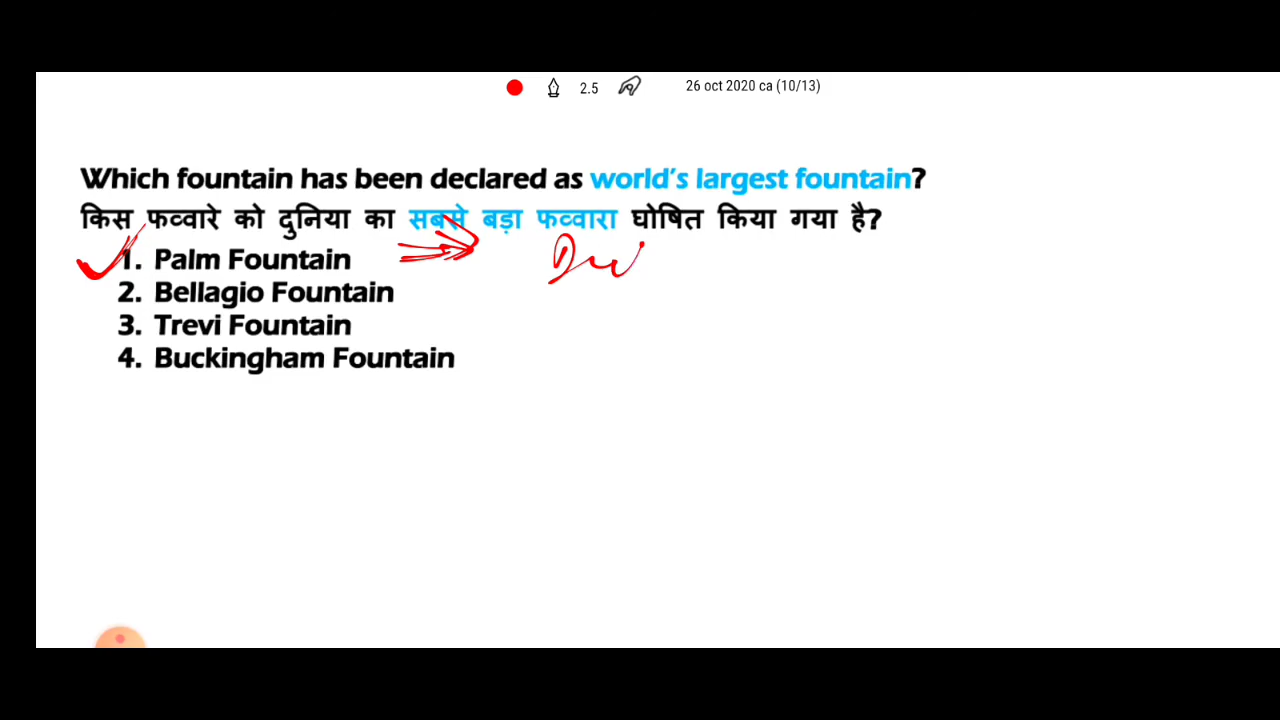 2.5 26 oct 2020 ca (10/13)
Which fountain has been declared as world's largest fountain?
किस फव्वारे को दुनिया का सबसे बड़ा फव्वारा घोषित किया गया है?
1. Palm Fountain
2. Bellagio Fountain
3. Trevi Fountain
4. Buckingham Fountain